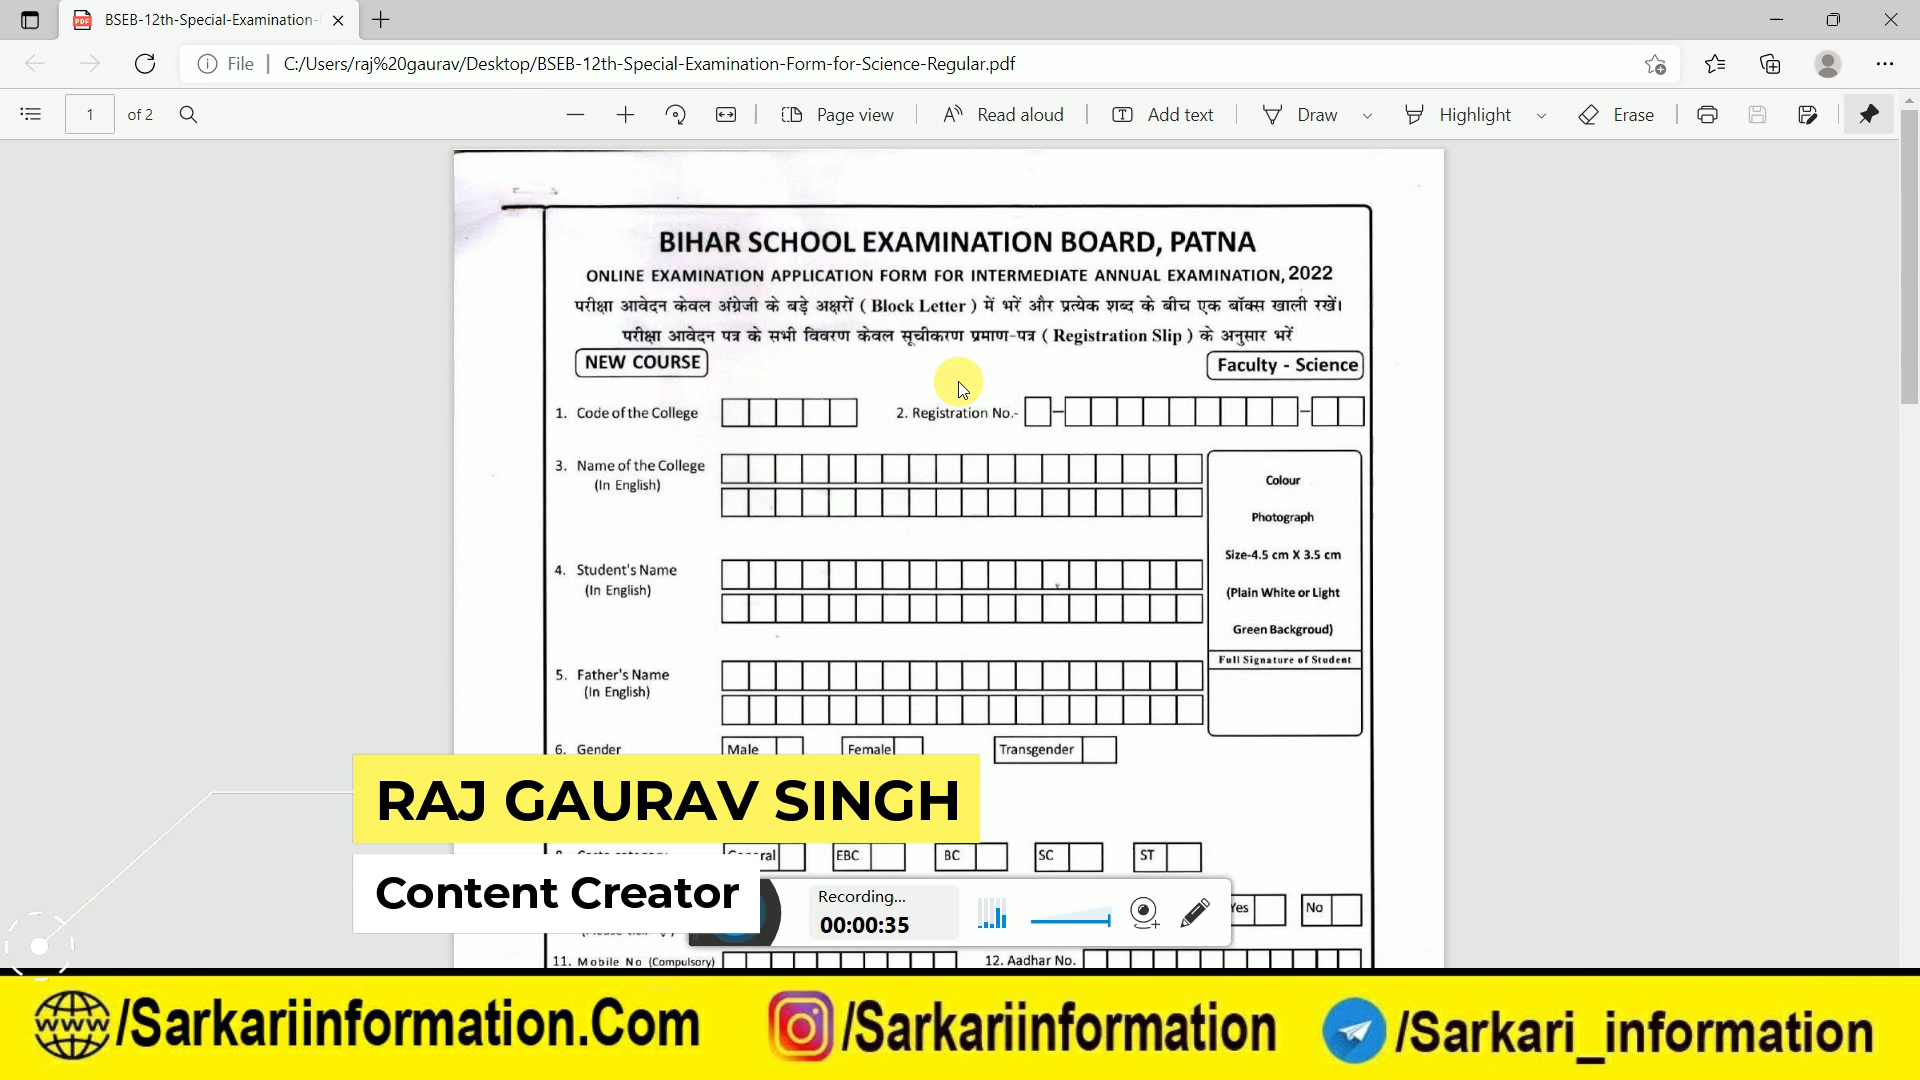 BSEB-12th-Special-Examination-
File
C:/Users/raj%20gaurav/Desktop/BSEB-12th-Special-Examination-Form-for-Science-Regular.pdf
1 of 2 Page view Read aloud Add text Draw Highlight Erase
BIHAR SCHOOL EXAMINATION BOARD, PATNA
ONLINE EXAMINATION APPLICATION FORM FOR INTERMEDIATE ANNUAL EXAMINATION, 2022
परीक्षा आवेदन केवल अंग्रेजी के बड़े अक्षरों ( Block Letter ) में भरें और प्रत्येक शब्द के बीच एक बॉक्स खाली रखें।
परीक्षा आवेदन पत्र के सभी विवरण केवल सूचीकरण प्रमाण-पत्र ( Registration Slip ) के अनुसार भरें
NEW COURSE
Faculty - Science
1. Code of the College
2. Registration No.-
3. Name of the College
(In English)
Colour
Photograph
Size-4.5 cm X 3.5 cm
(Plain White or Light
Green Backgroud)
Full Signature of Student
4. Student's Name
(In English)
5. Father's Name
(In English)
6. Gender Male Female Transgender
RAJ GAURAV SINGH
EBC BC SC ST
Content Creator
Recording...
00:00:35
Yes No
11. Mobile No (Compulsory) 12. Aadhar No.
www /Sarkariinformation.Com
/Sarkariinformation
/Sarkari_information